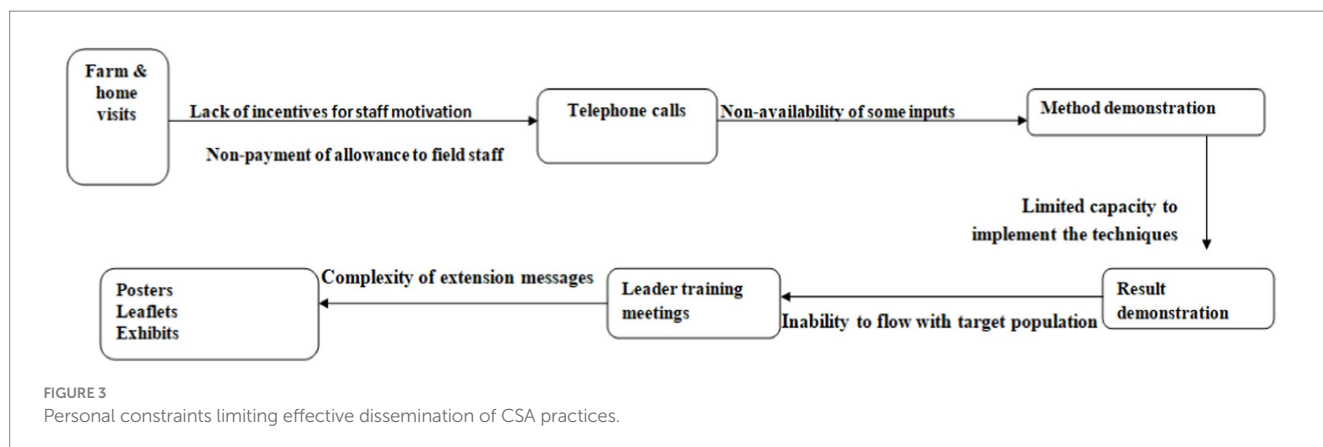 Farm &
home
visits
Lack of incentives for staff motivation
Non-payment of allowance to field staff
Telephone calls
Non-availability of some inputs
Method demonstration
Limited capacity to
implement the techniques
Result
demonstration
Inability to flow with target population
Leader training
meetings
Complexity of extension messages
Posters
Leaflets
Exhibits
FIGURE 3
Personal constraints limiting effective dissemination of CSA practices.